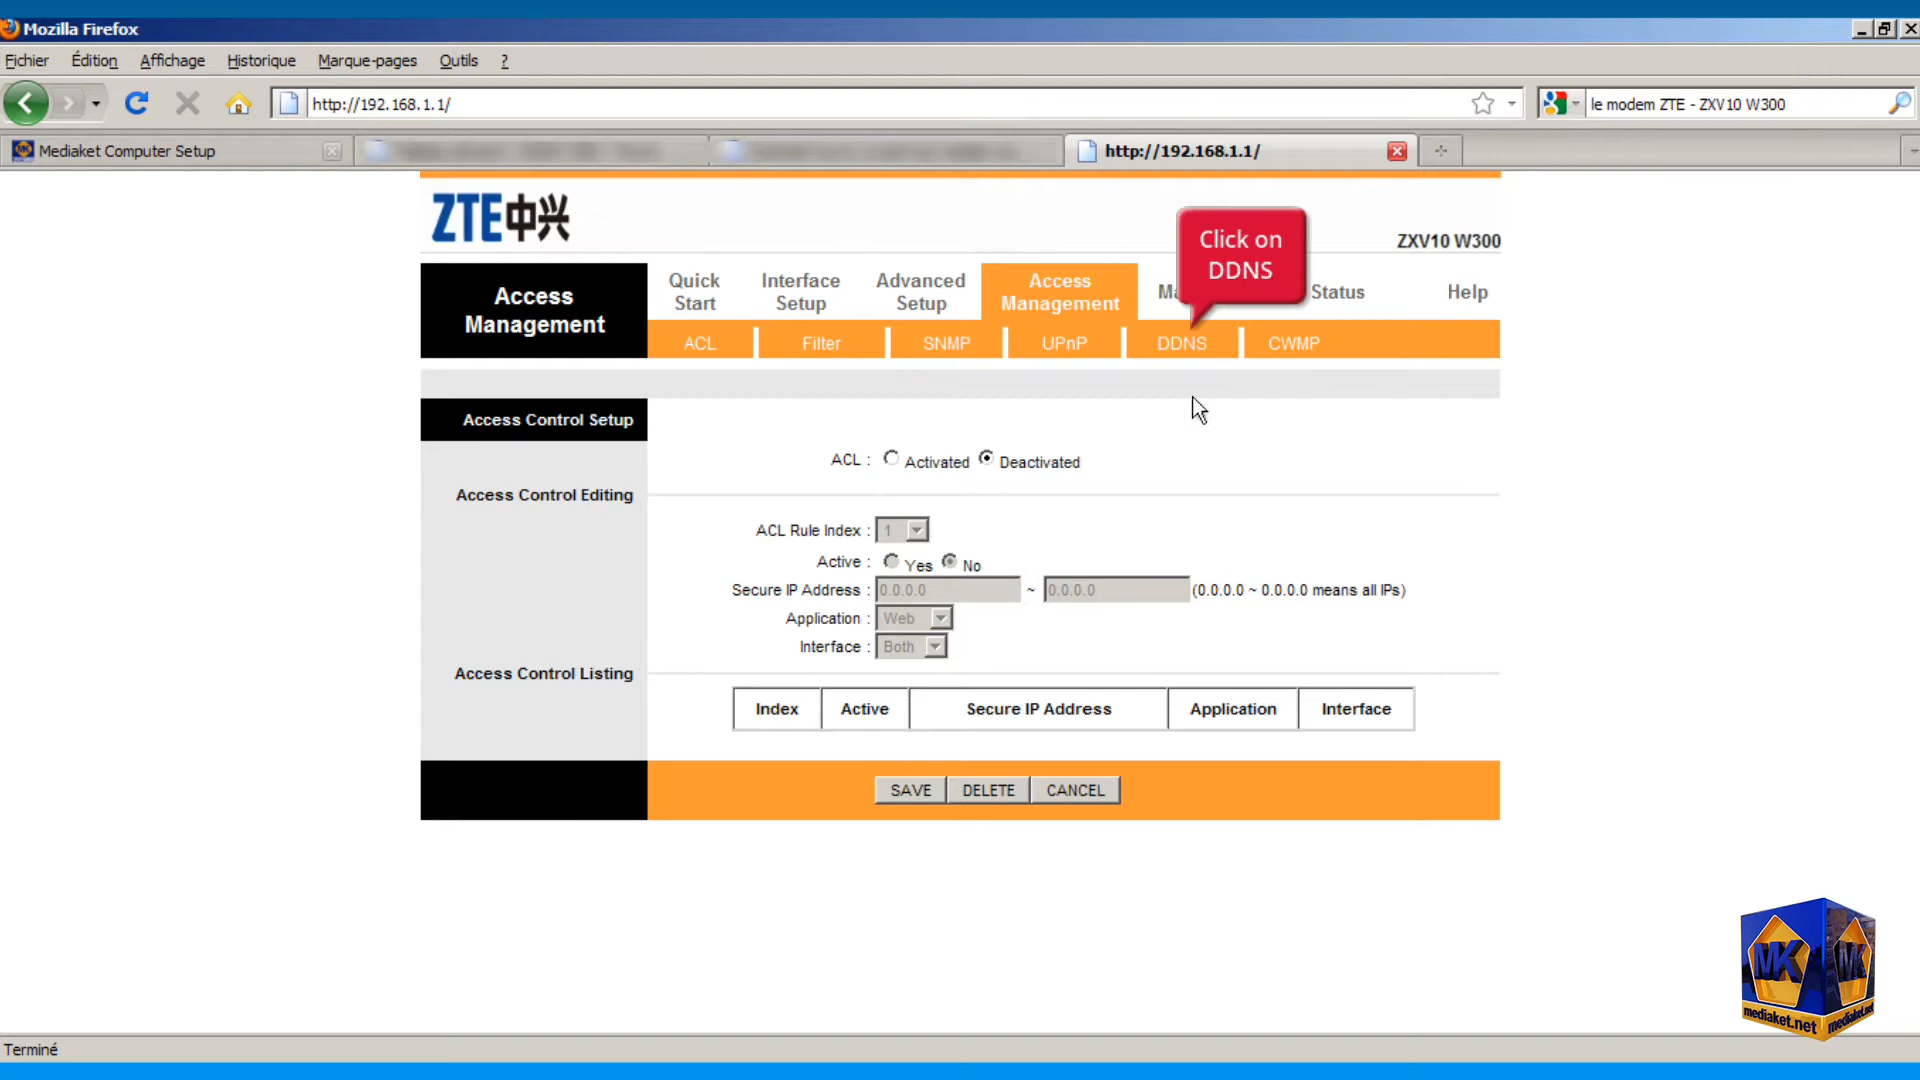 Mozilla Firefox
Fichier Édition Affichage Historique Marque-pages Outils ?
http://192.168.1.1/
le modem ZTE - ZXV10 W300
Mediaket Computer Setup
http://192.168.1.1/
ZTE中兴
ZXV10 W300
Click on
DDNS
Access
Management
Quick
Start
Interface
Setup
Advanced
Setup
Access
Management
Status
Help
ACL Filter SNMP UPnP DDNS CWMP
Access Control Setup
ACL : Activated Deactivated
Access Control Editing
ACL Rule Index : 1
Active : Yes No
Secure IP Address : 0.0.0.0 ~ 0.0.0.0 (0.0.0.0 ~ 0.0.0.0 means all IPs)
Application : Web
Interface : Both
Access Control Listing
Index Active Secure IP Address Application Interface
SAVE DELETE CANCEL
MK MK
mediaket.net mediaket.net
Terminé